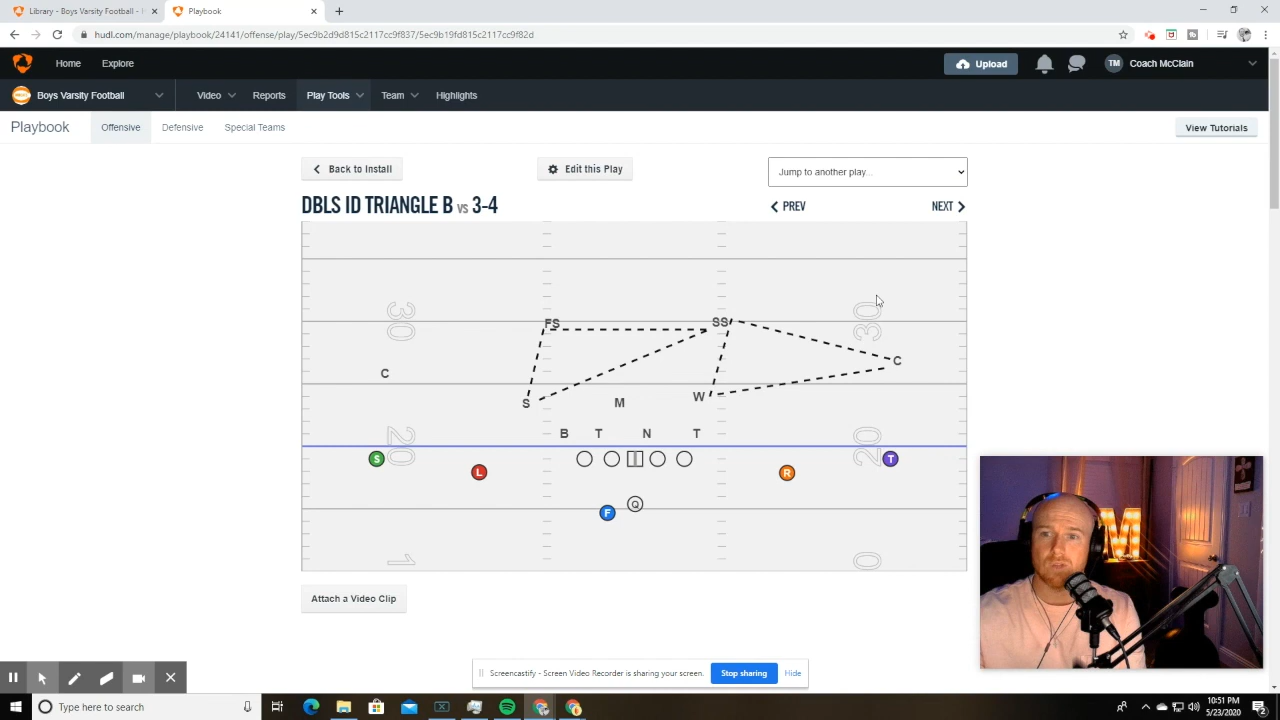 Library - Boys Varsity Football -
Playbook
hudl.com/manage/playbook/24141/offense/play/5ec9b2d9d815c2117cc9f837/5ec9b19fd815c2117cc9f82d
Home
Explore
Upload
TM
Coach McClain
Boys Varsity Football
Video
Reports
Play Tools
Team
Highlights
Playbook
Offensive
Defensive
Special Teams
View Tutorials
Back to Install
Edit this Play
Jump to another play...
DBLS ID TRIANGLE B vs 3-4
PREV
NEXT
30
30
FS
SS
C
C
S
M
W
B
T
N
T
20
20
S
L
R
T
F
Q
1
0
Attach a Video Clip
M
Screencastify - Screen Video Recorder is sharing your screen.
Stop sharing
Hide
Type here to search
10:51 PM
5/23/2020
2